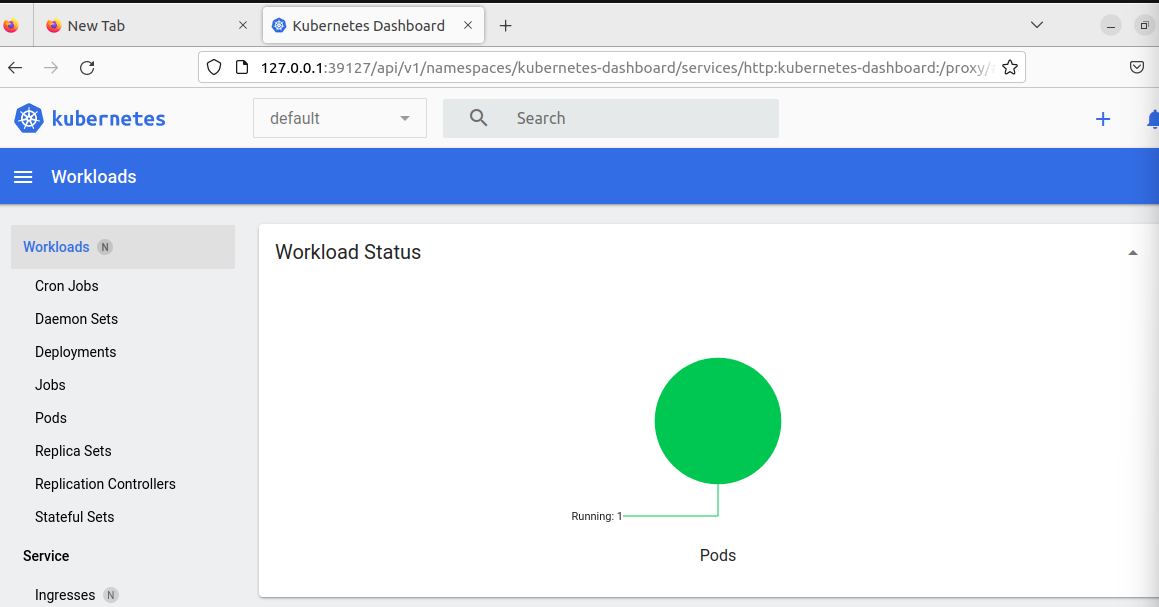 New Tab
Kubernetes Dashboard
127.0.0.1:39127/api/v1/namespaces/kubernetes-dashboard/services/http:kubernetes-dashboard:/proxy/
kubernetes
default
Search
Workloads
Workloads N
Cron Jobs
Daemon Sets
Deployments
Jobs
Pods
Replica Sets
Replication Controllers
Stateful Sets
Service
Ingresses N
Workload Status
Running: 1
Pods